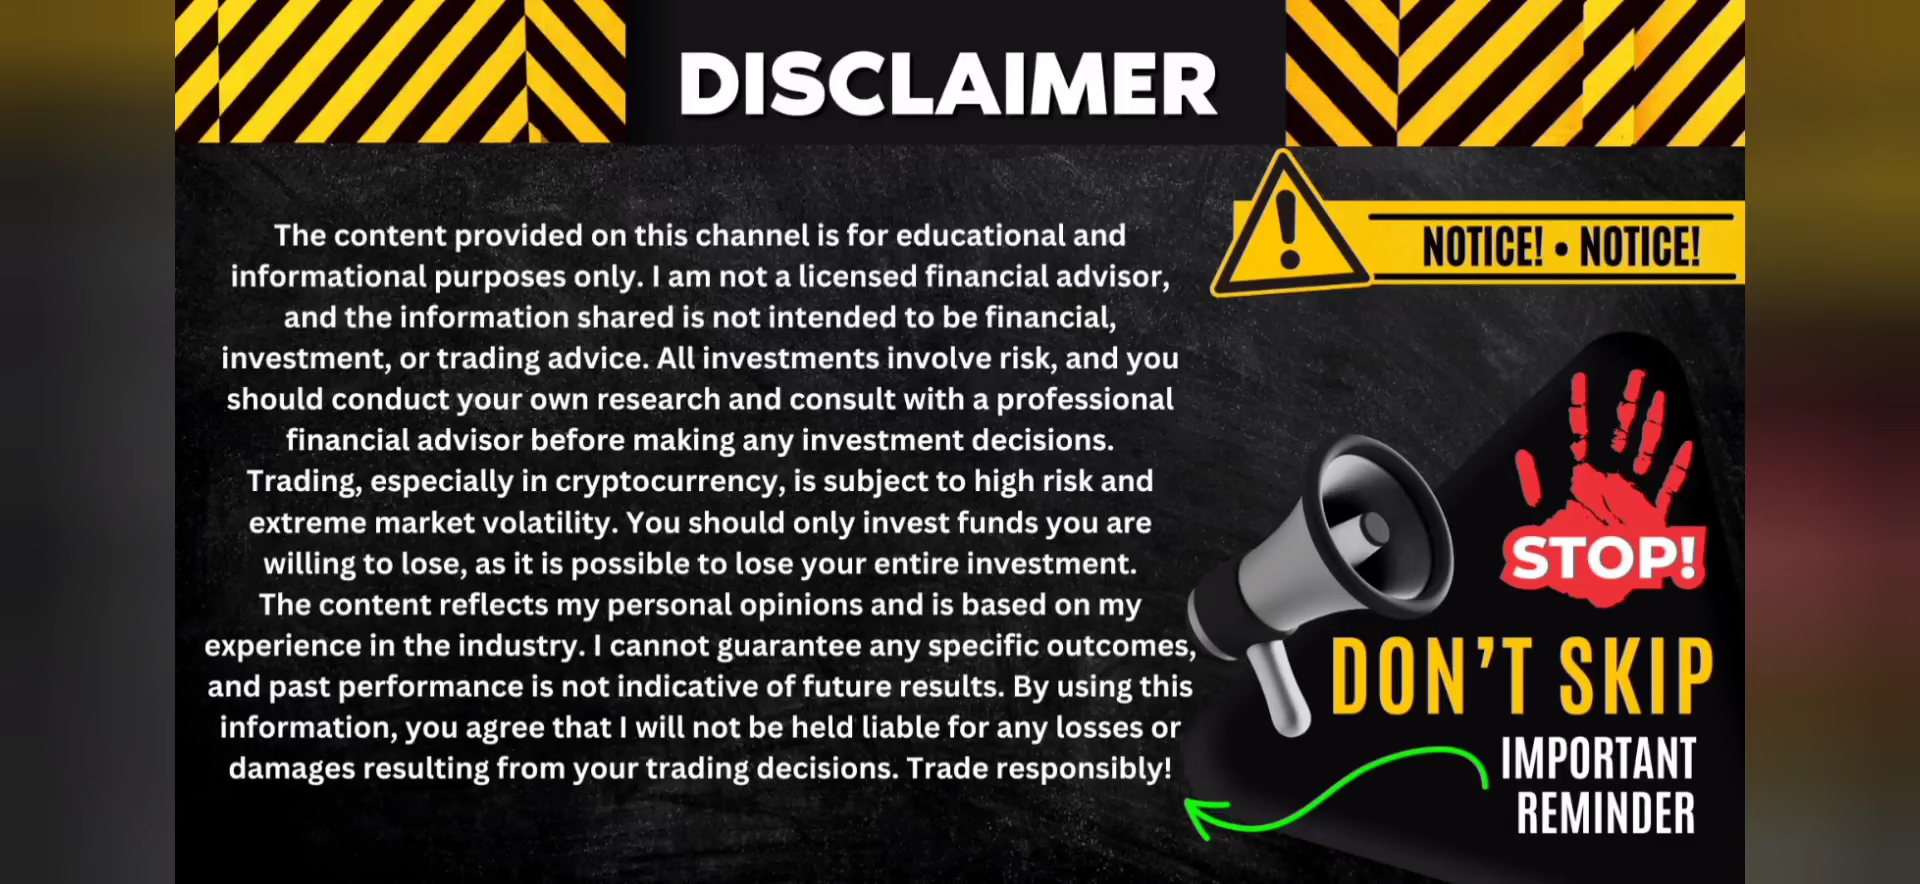 DISCLAIMER
NOTICE! • NOTICE!
The content provided on this channel is for educational and
informational purposes only. I am not a licensed financial advisor,
and the information shared is not intended to be financial,
investment, or trading advice. All investments involve risk, and you
should conduct your own research and consult with a professional
financial advisor before making any investment decisions.
Trading, especially in cryptocurrency, is subject to high risk and
extreme market volatility. You should only invest funds you are
willing to lose, as it is possible to lose your entire investment.
The content reflects my personal opinions and is based on my
experience in the industry. I cannot guarantee any specific outcomes,
and past performance is not indicative of future results. By using this
information, you agree that I will not be held liable for any losses or
damages resulting from your trading decisions. Trade responsibly!
STOP!
DON'T SKIP
IMPORTANT
REMINDER